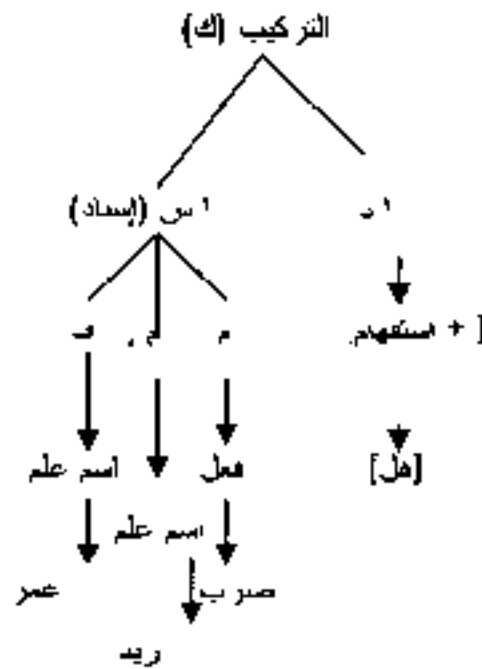 التركيب (ك)
ا س (إسناد)
ا د
م
م .
ف
[ + استفهام
فعل
اسم علم
[هل]
اسم علم
ضرب
عمر
زيد